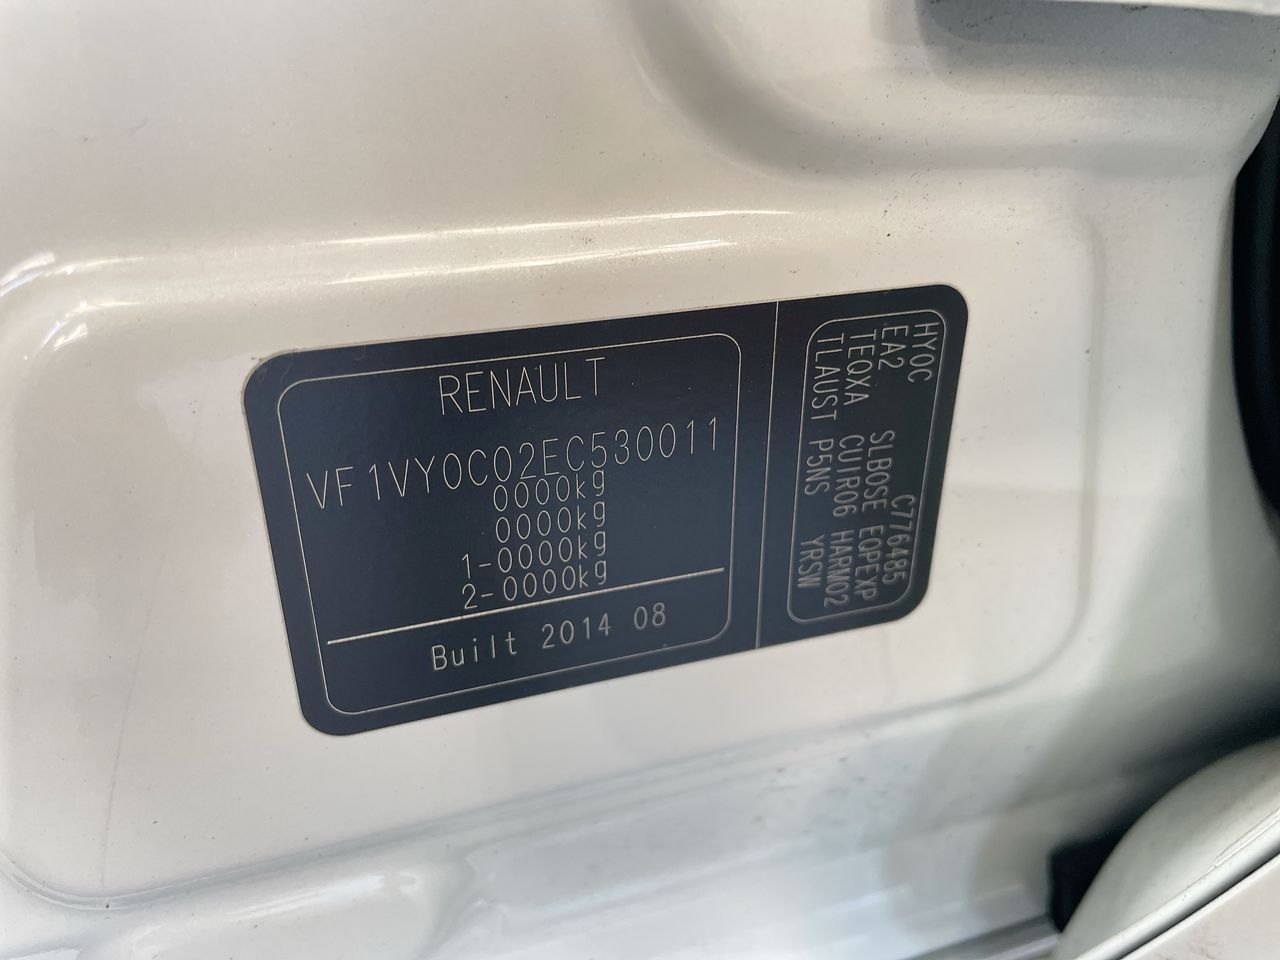 RENAULT
VF1VY0C02EC530011
0000kg
0000kg
1-0000kg
2-0000kg
Built 2014 08
HYOC C776485
EA2 SLBOSE EQPEXP
TEQXA CUIR06 HARM02
TLAUST P5NS YRSW